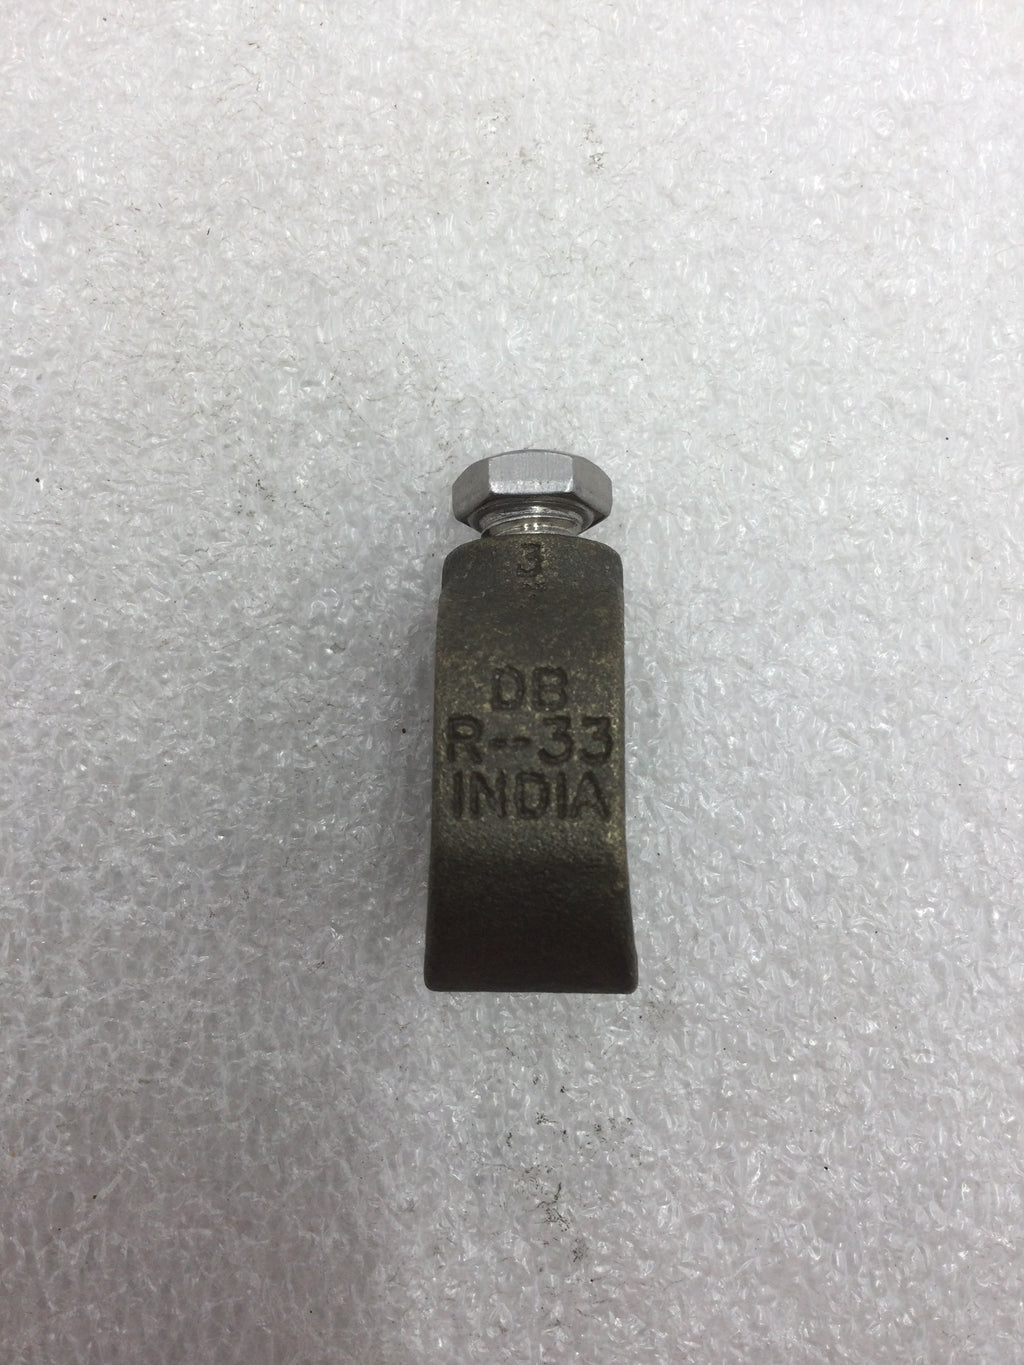 3
DB
R--33
INDIA